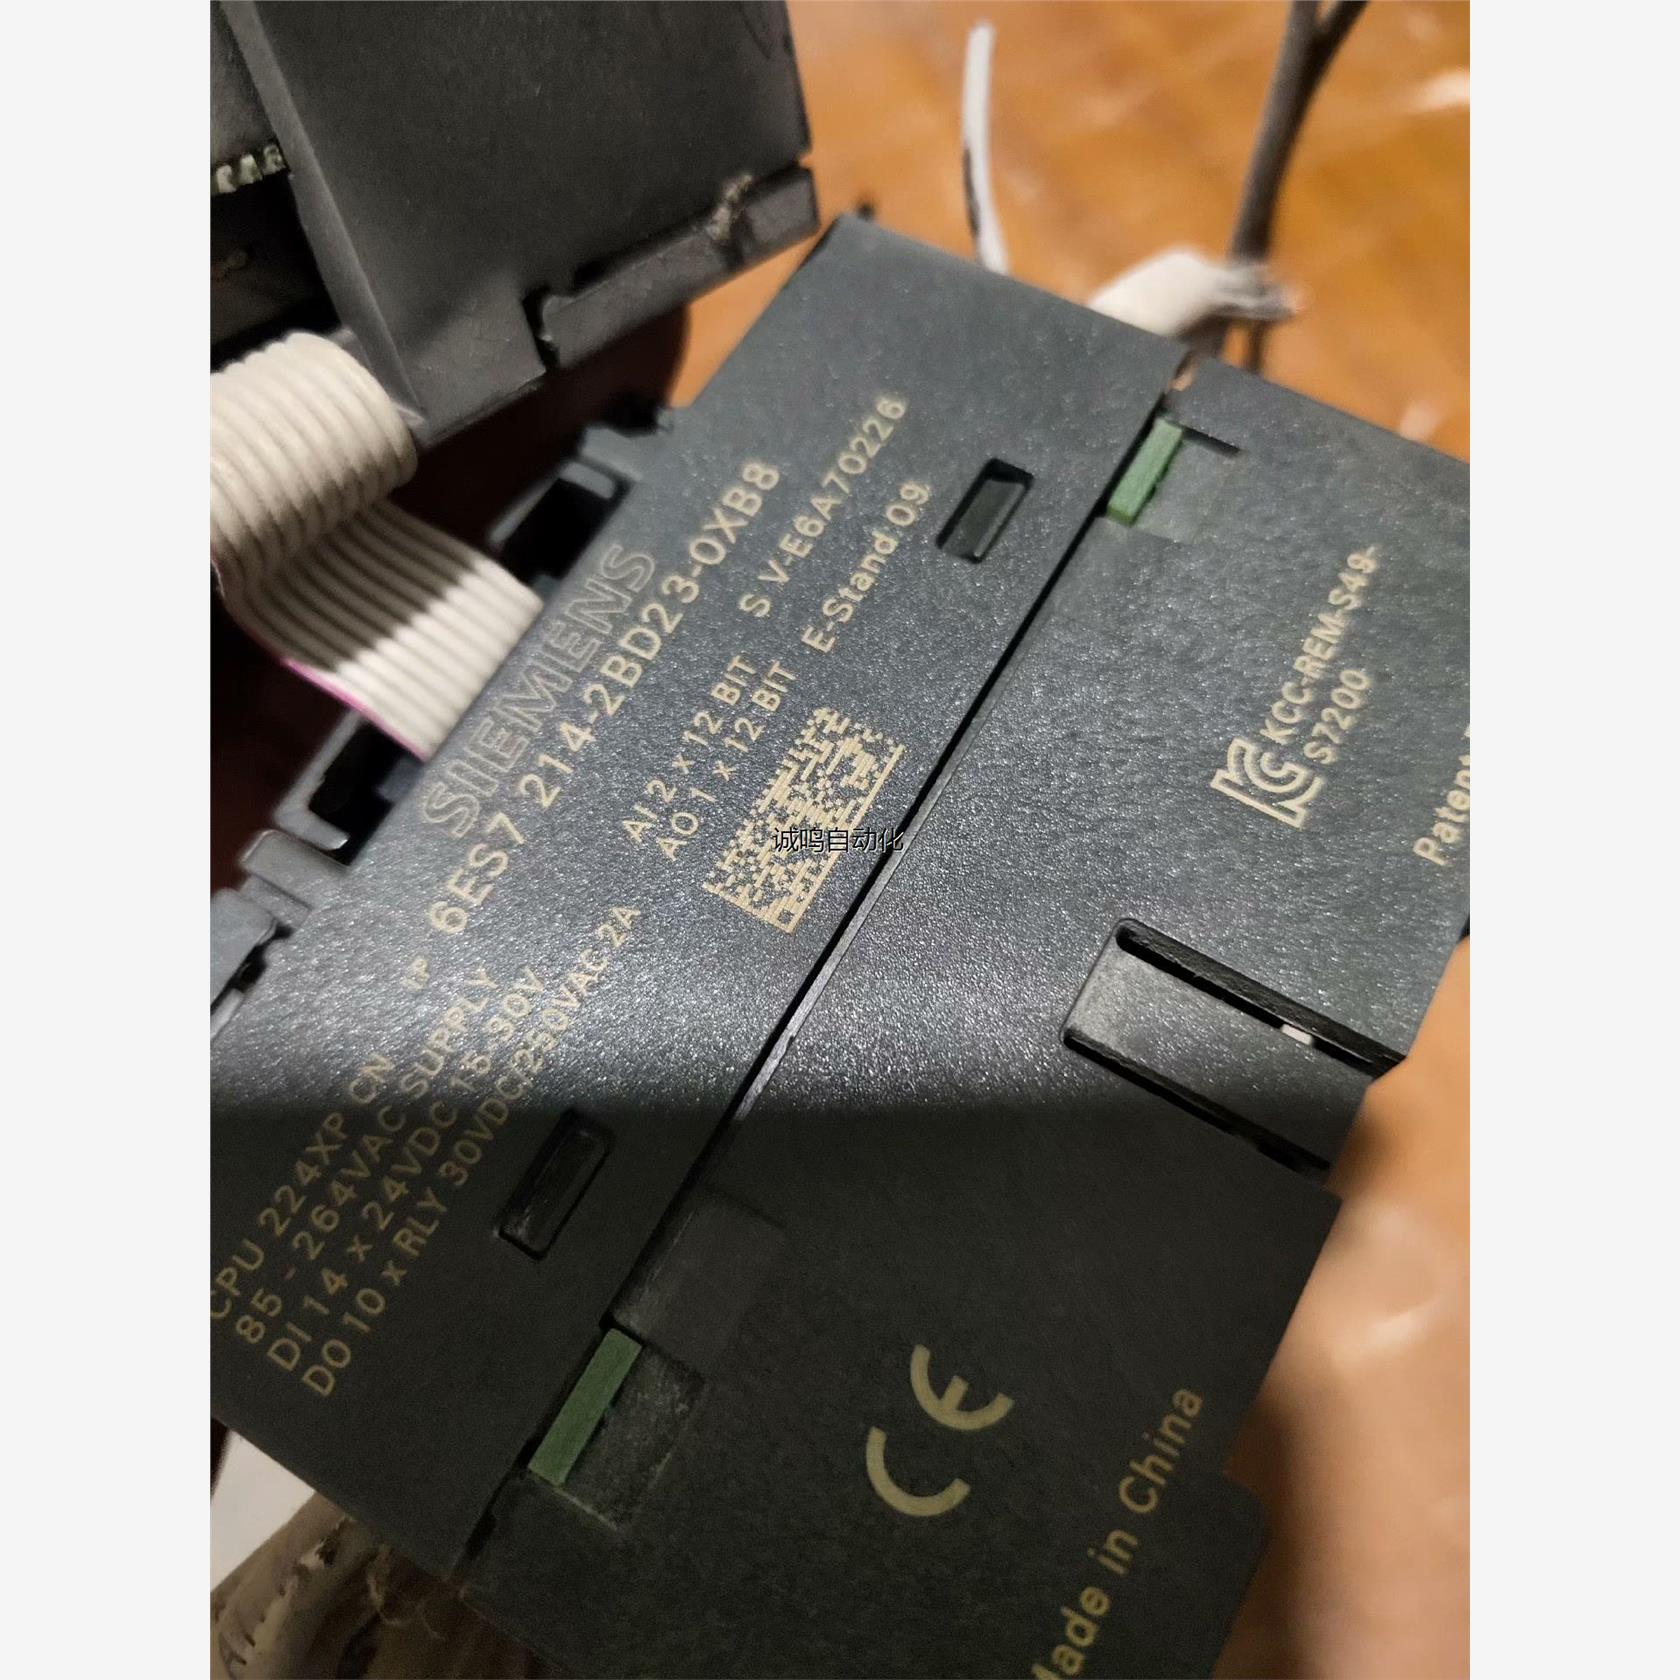 SIEMENS
1P 6ES7 214-2BD23-0XB8
CPU 224XP CN
85 - 264VAC SUPPLY
DI 14 x 24VDC 15-30V
DO 10 x RLY 30VDC/250VAC 2A
AI 2 x 12 BIT
AO 1 x 12 BIT
S V-E6A70226
E-Stand 09
诚鸣自动化
KCC-REM-S49-
S7200
Patent
CE
Made in China